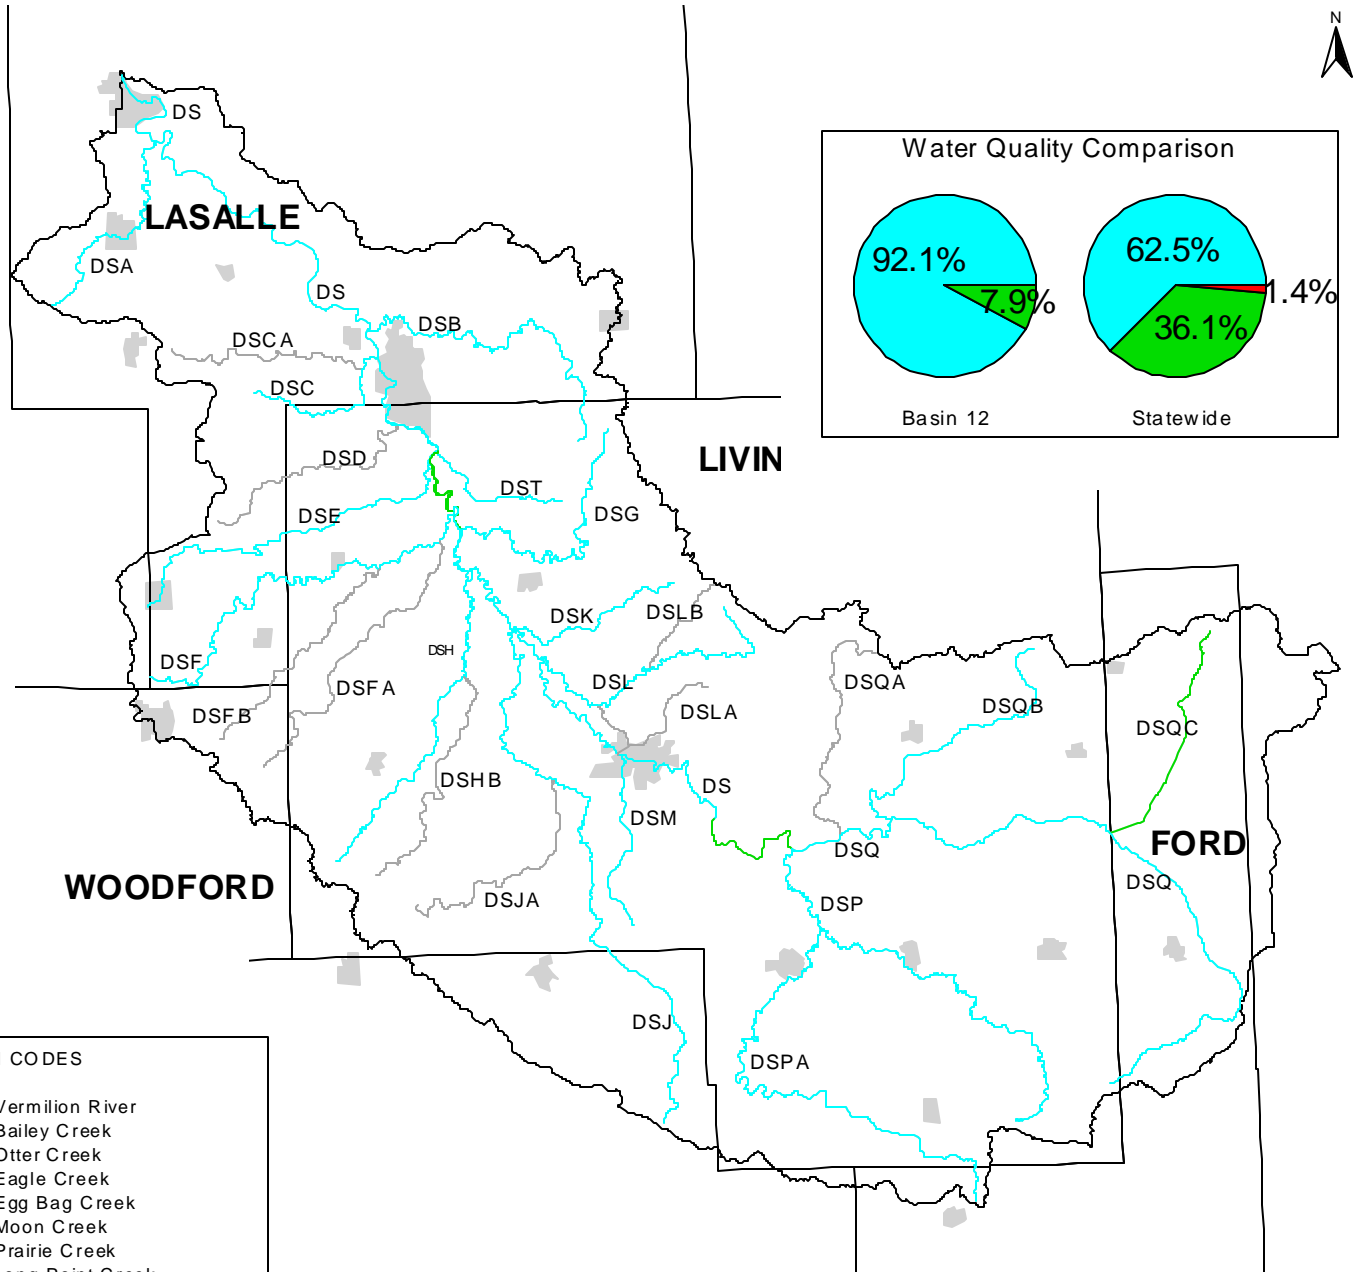 N
DS
Water Quality Comparison
LASALLE
92.1%
62.5%
DSA
DS
7.9%
1.4%
DSB
36.1%
DSCA
DSC
Basin 12
Statewide
DSD
LIVIN
DST
DSE
DSG
DSK
DSLB
DSH
DSF
DSL
DSQA
DSFA
DSQB
DSFB
DSLA
DSQC
DSHB
DS
DSM
DSQ
FORD
WOODFORD
DSQ
DSJA
DSP
DSJ
CODES
DSPA
Vermilion River
Bailey Creek
Otter Creek
Eagle Creek
Egg Bag Creek
Moon Creek
Prairie Creek
Long Point Creek